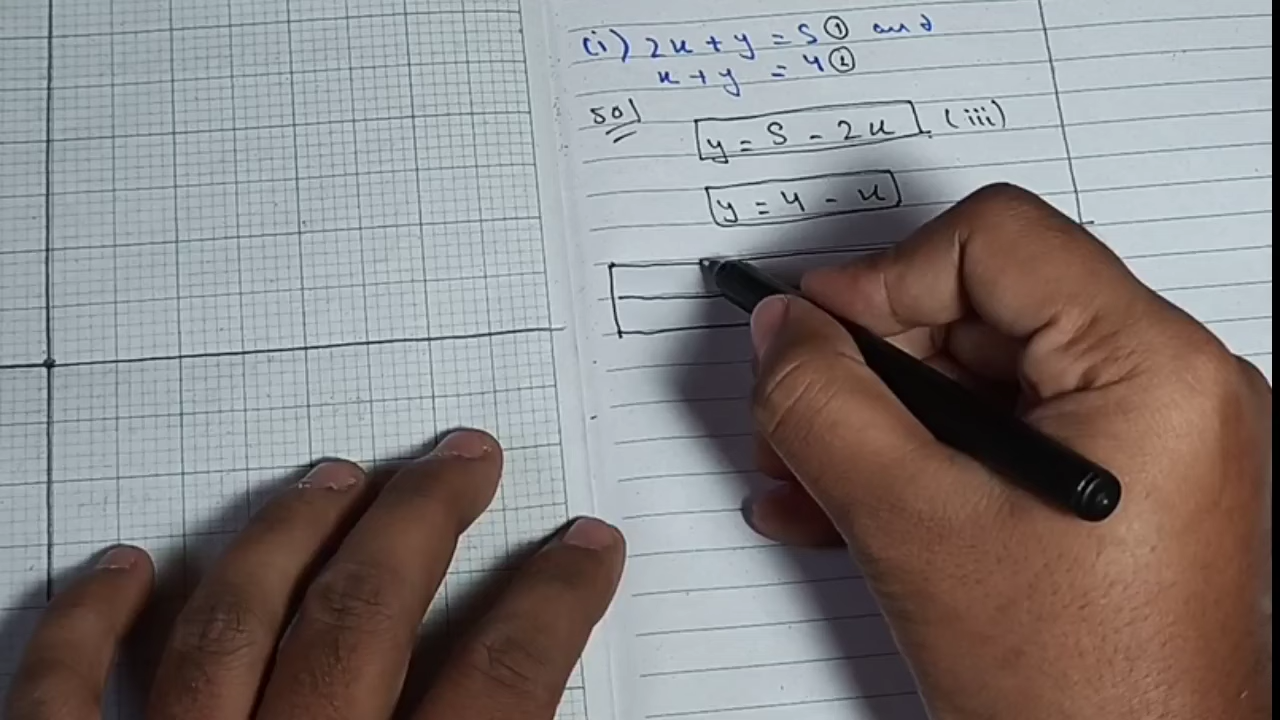 (i) 2x + y = 5 ① and
x + y = 4 ②
Sol
y = 5 - 2x (iii)
y = 4 - x